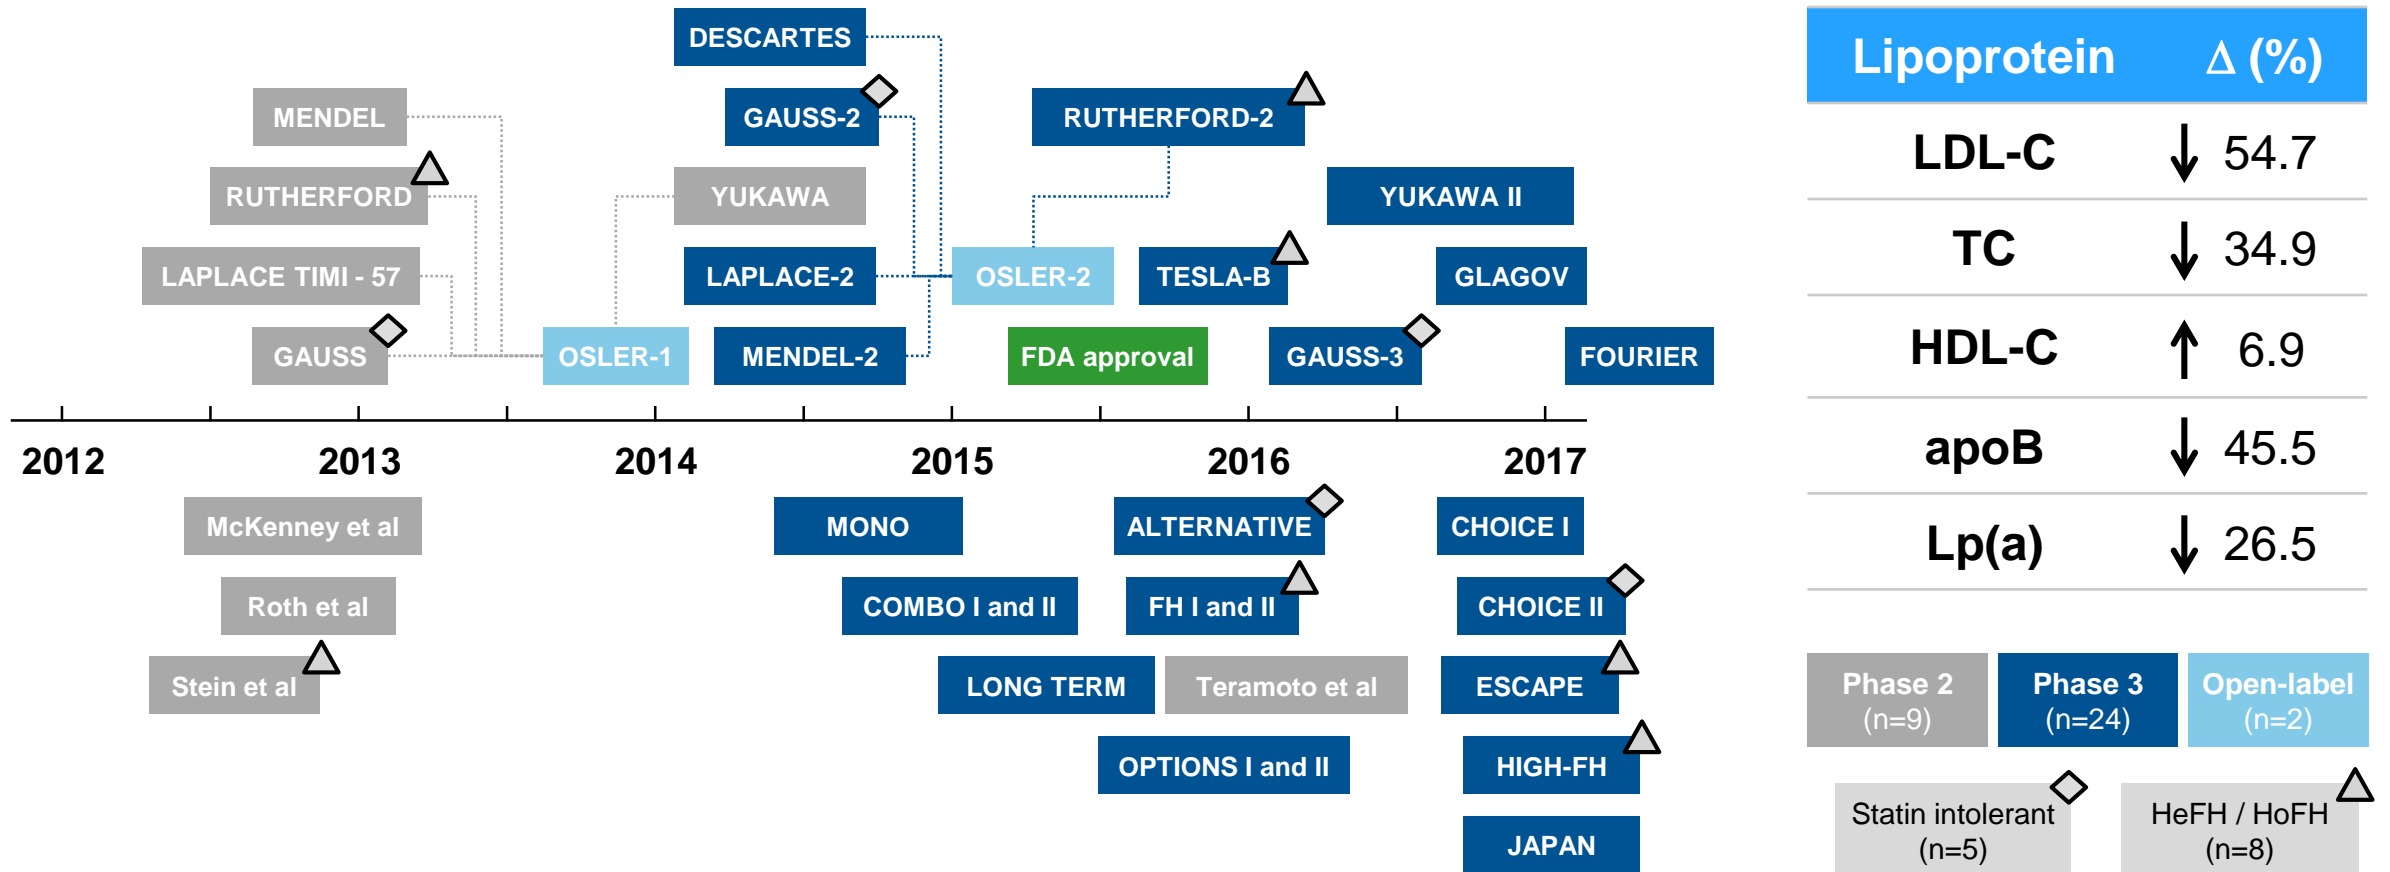 DESCARTES
MENDEL
GAUSS-2
RUTHERFORD-2
RUTHERFORD
YUKAWA
YUKAWA II
LAPLACE TIMI - 57
LAPLACE-2
OSLER-2
TESLA-B
GLAGOV
GAUSS
OSLER-1
MENDEL-2
FDA approval
GAUSS-3
FOURIER
2012
2013
2014
2015
2016
2017
McKenney et al
MONO
ALTERNATIVE
CHOICE I
Roth et al
COMBO I and II
FH I and II
CHOICE II
Stein et al
LONG TERM
Teramoto et al
ESCAPE
OPTIONS I and II
HIGH-FH
JAPAN
Lipoprotein Δ (%)
LDL-C ↓ 54.7
TC ↓ 34.9
HDL-C ↑ 6.9
apoB ↓ 45.5
Lp(a) ↓ 26.5
Phase 2
(n=9)
Phase 3
(n=24)
Open-label
(n=2)
Statin intolerant
(n=5)
HeFH / HoFH
(n=8)